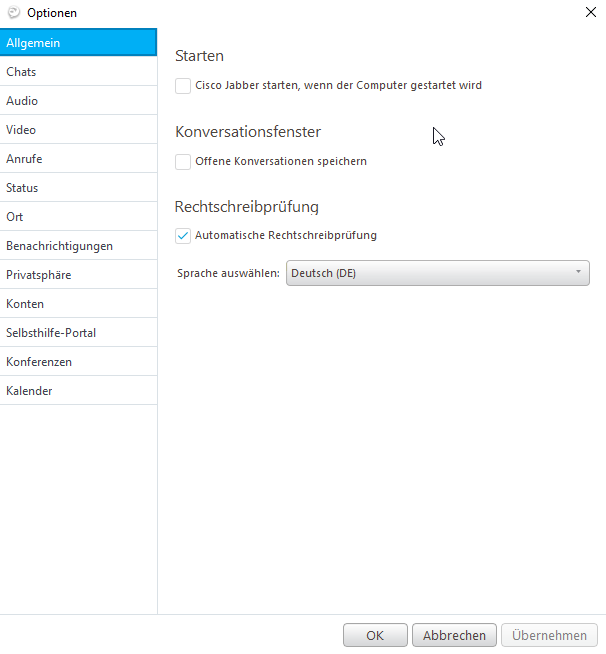 Optionen
Allgemein
Chats
Audio
Video
Anrufe
Status
Ort
Benachrichtigungen
Privatsphäre
Konten
Selbsthilfe-Portal
Konferenzen
Kalender
Starten
Cisco Jabber starten, wenn der Computer gestartet wird
Konversationsfenster
Offene Konversationen speichern
Rechtschreibprüfung
Automatische Rechtschreibprüfung
Sprache auswählen: Deutsch (DE)
OK Abbrechen Übernehmen